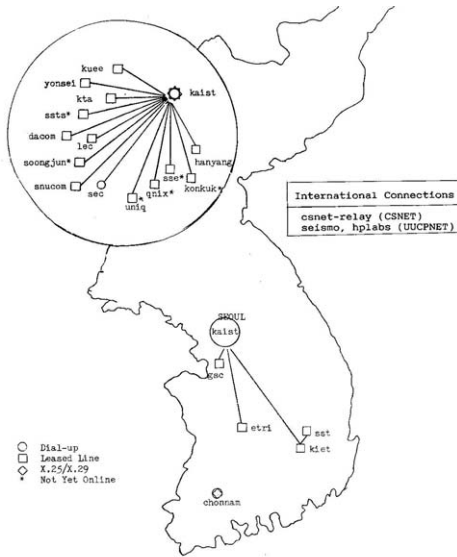 kuee
kaist
yonsei
kta
ssts*
dacom
lec
hanyang
soongjun*
sse*
konkuk*
snucom
sec
qnix*
uniq*
International Connections
csnet-relay (CSNET)
seismo, hplabs (UUCPNET)
SEOUL
kaist
gsc
etri
sst
kiet
Dial-up
Leased Line
X.25/X.29
* Not Yet Online
chonnam